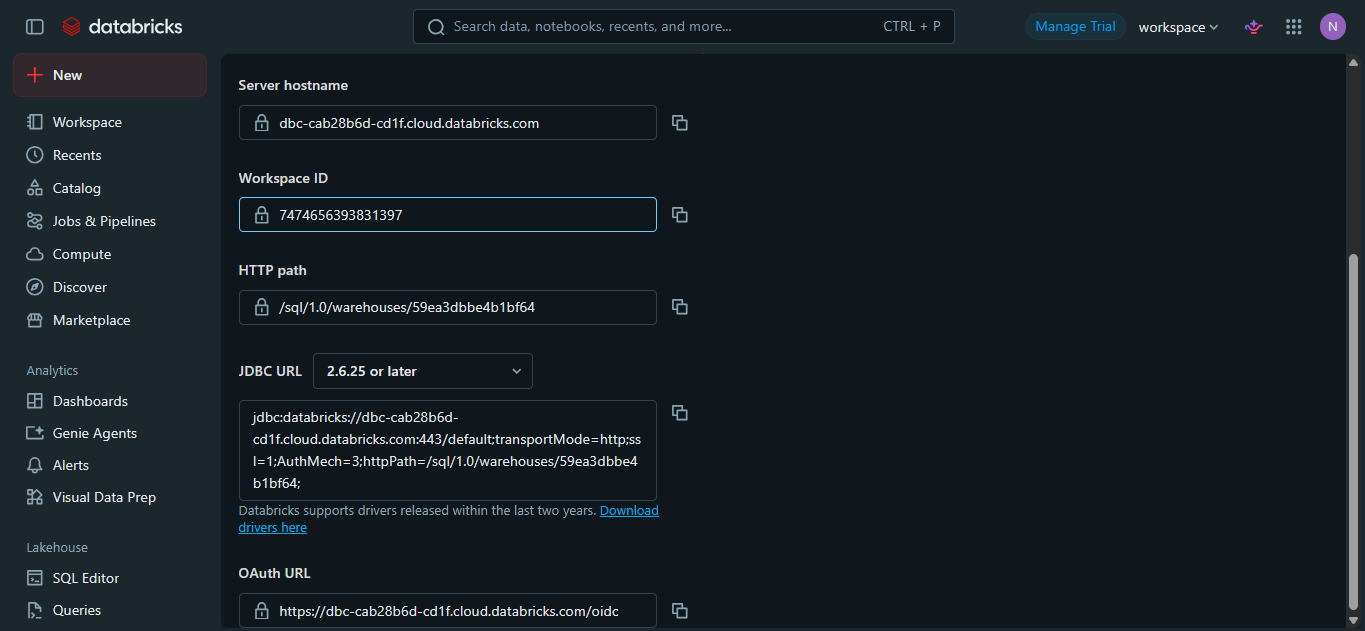 databricks
Search data, notebooks, recents, and more...
CTRL + P
Manage Trial
workspace
N
New
Workspace
Recents
Catalog
Jobs & Pipelines
Compute
Discover
Marketplace
Analytics
Dashboards
Genie Agents
Alerts
Visual Data Prep
Lakehouse
SQL Editor
Queries
Server hostname
dbc-cab28b6d-cd1f.cloud.databricks.com
Workspace ID
7474656393831397
HTTP path
/sql/1.0/warehouses/59ea3dbbe4b1bf64
JDBC URL
2.6.25 or later
jdbc:databricks://dbc-cab28b6d-
cd1f.cloud.databricks.com:443/default;transportMode=http;ss
l=1;AuthMech=3;httpPath=/sql/1.0/warehouses/59ea3dbbe4
b1bf64;
Databricks supports drivers released within the last two years. Download
drivers here
OAuth URL
https://dbc-cab28b6d-cd1f.cloud.databricks.com/oidc